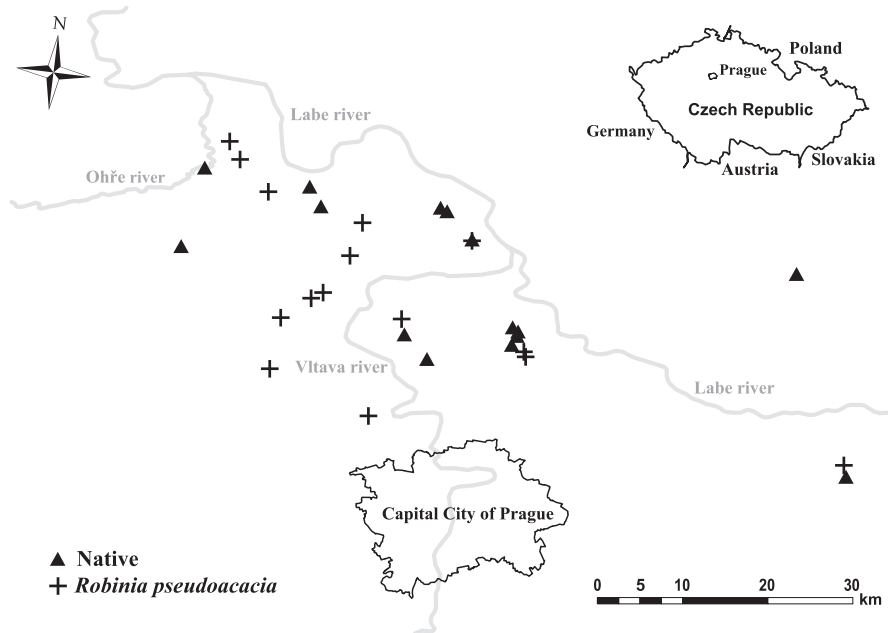 N
Poland
Prague
Labe river
Czech Republic
Germany
Slovakia
Austria
Ohře river
Vltava river
Labe river
Capital City of Prague
Native
Robinia pseudoacacia
0 5 10 20 30
km